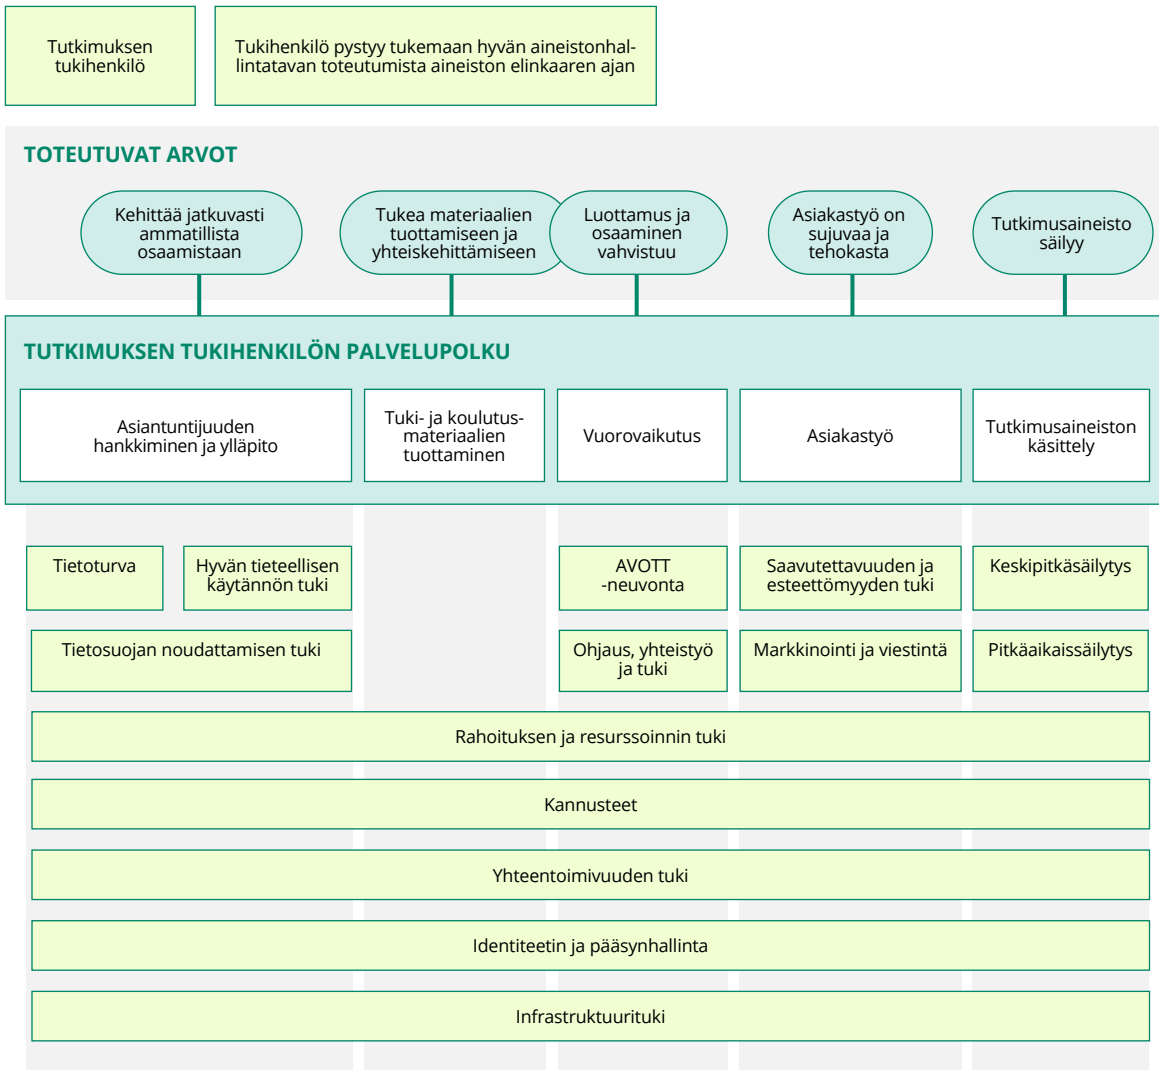 Tutkimuksen
tukihenkilö
Tukihenkilö pystyy tukemaan hyvän aineistonhal-
lintatavan toteutumista aineiston elinkaaren ajan
TOTEUTUVAT ARVOT
Kehittää jatkuvasti
ammatillista
osaamistaan
Tukea materiaalien
tuottamiseen ja
yhteiskehittämiseen
Luottamus ja
osaaminen
vahvistuu
Asiakastyö on
sujuvaa ja
tehokasta
Tutkimusaineisto
säilyy
TUTKIMUKSEN TUKIHENKILÖN PALVELUPOLKU
Asiantuntijuuden
hankkiminen ja ylläpito
Tuki- ja koulutus-
materiaalien
tuottaminen
Vuorovaikutus
Asiakastyö
Tutkimusaineiston
käsittely
Tietoturva
Hyvän tieteellisen
käytännön tuki
AVOTT
-neuvonta
Saavutettavuuden ja
esteettömyyden tuki
Keskipitkäsäilytys
Tietosuojan noudattamisen tuki
Ohjaus, yhteistyö
ja tuki
Markkinointi ja viestintä
Pitkäaikaissäilytys
Rahoituksen ja resurssoinnin tuki
Kannusteet
Yhteentoimivuuden tuki
Identiteetin ja pääsynhallinta
Infrastruktuurituki